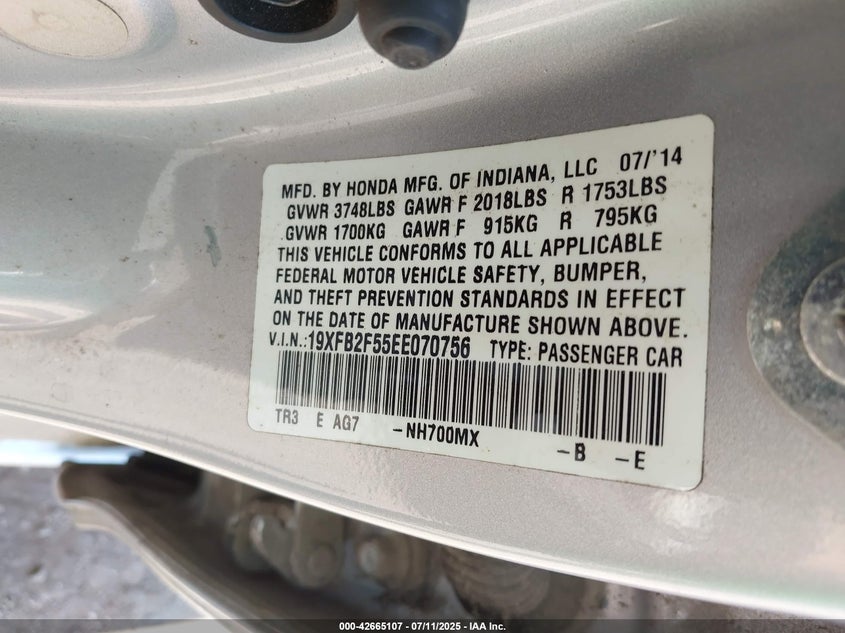 MFD. BY HONDA MFG. OF INDIANA, LLC 07/'14
GVWR 3748LBS GAWR F 2018LBS R 1753LBS
GVWR 1700KG GAWR F 915KG R 795KG
THIS VEHICLE CONFORMS TO ALL APPLICABLE
FEDERAL MOTOR VEHICLE SAFETY, BUMPER,
AND THEFT PREVENTION STANDARDS IN EFFECT
ON THE DATE OF MANUFACTURE SHOWN ABOVE.
V.I.N.:19XFB2F55EE070756 TYPE: PASSENGER CAR
TR3 E AG7 -NH700MX -B -E
000-42665107 - 07/11/2025 - IAA Inc.